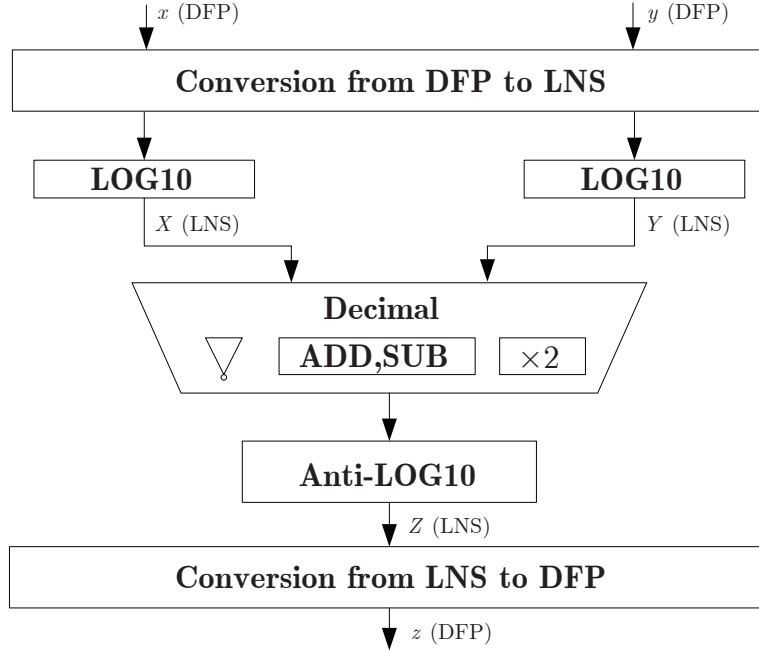 x (DFP) y (DFP)
Conversion from DFP to LNS
LOG10 LOG10
X (LNS) Y (LNS)
Decimal
ADD,SUB ×2
Anti-LOG10
Z (LNS)
Conversion from LNS to DFP
z (DFP)